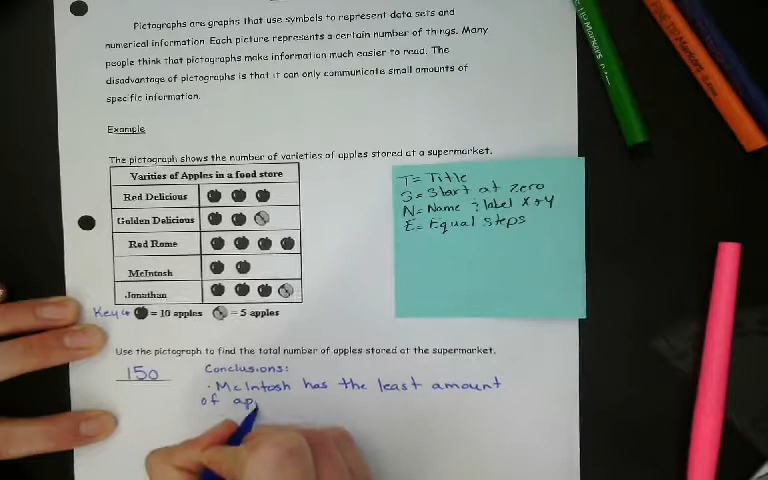 Pictographs are graphs that use symbols to represent data sets and
numerical information. Each picture represents a certain number of things. Many
people think that pictographs make information much easier to read. The
disadvantage of pictographs is that it can only communicate small amounts of
specific information.
Example
The pictograph shows the number of varieties of apples stored at a supermarket.
Varities of Apples in a food store
Red Delicious
Golden Delicious
Red Rome
McIntosh
Jonathan
Key = 10 apples = 5 apples
T= Title
S= Start at zero
N= Name & label X + Y
E= Equal steps
Use the pictograph to find the total number of apples stored at the supermarket.
150
Conclusions:
· McIntosh has the least amount
of ap
Markers
Markers